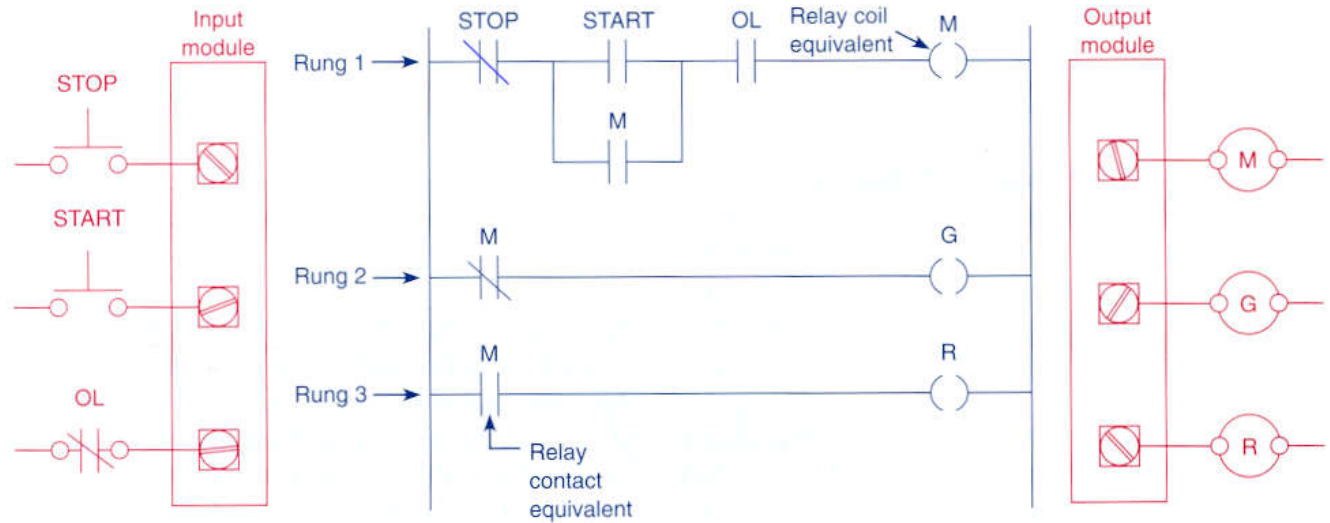 Input
module
STOP
START
OL
Rung 1
STOP
START
OL
Relay coil
equivalent
M
M
Rung 2
M
G
Rung 3
M
R
Relay
contact
equivalent
Output
module
M
G
R